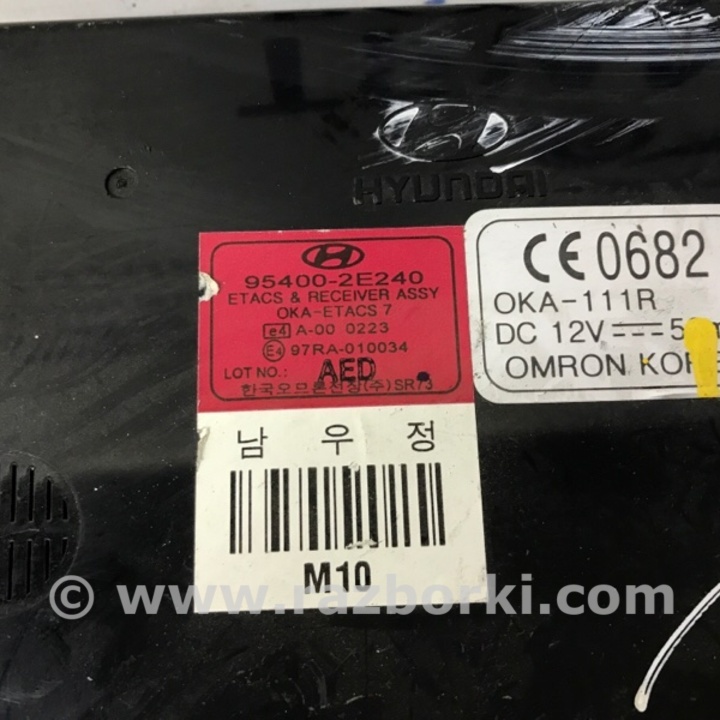 HYUNDAI
95400-2E240
ETACS & RECEIVER ASSY
OKA-ETACS 7
e4 A-00 0223
E4 97RA-010034
LOT NO.: AED
한국오므론전장(주) SR73
남 우 정
M10
CE 0682
OKA-111R
DC 12V
OMRON
© www.razborki.com